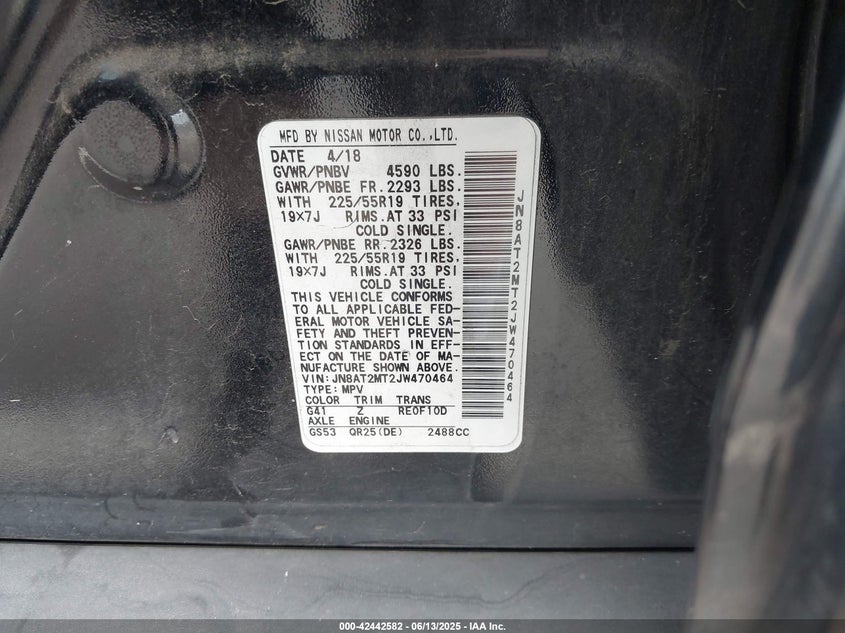 MFD BY NISSAN MOTOR CO.,LTD.
DATE 4/18
GVWR/PNBV 4590 LBS.
GAWR/PNBE FR.2293 LBS.
WITH 225/55R19 TIRES,
19×7J RIMS.AT 33 PSI
COLD SINGLE.
GAWR/PNBE RR.2326 LBS.
WITH 225/55R19 TIRES,
19×7J RIMS.AT 33 PSI
COLD SINGLE.
THIS VEHICLE CONFORMS
TO ALL APPLICABLE FED-
ERAL MOTOR VEHICLE SA-
FETY AND THEFT PREVEN-
TION STANDARDS IN EFF-
ECT ON THE DATE OF MA-
NUFACTURE SHOWN ABOVE.
VIN:JN8AT2MT2JW470464
TYPE:MPV
COLOR TRIM TRANS
G41 Z RE0F10D
AXLE ENGINE
GS53 QR25(DE) 2488CC
JN8AT2MT2JW470464
000-42442582 - 06/13/2025 - IAA Inc.